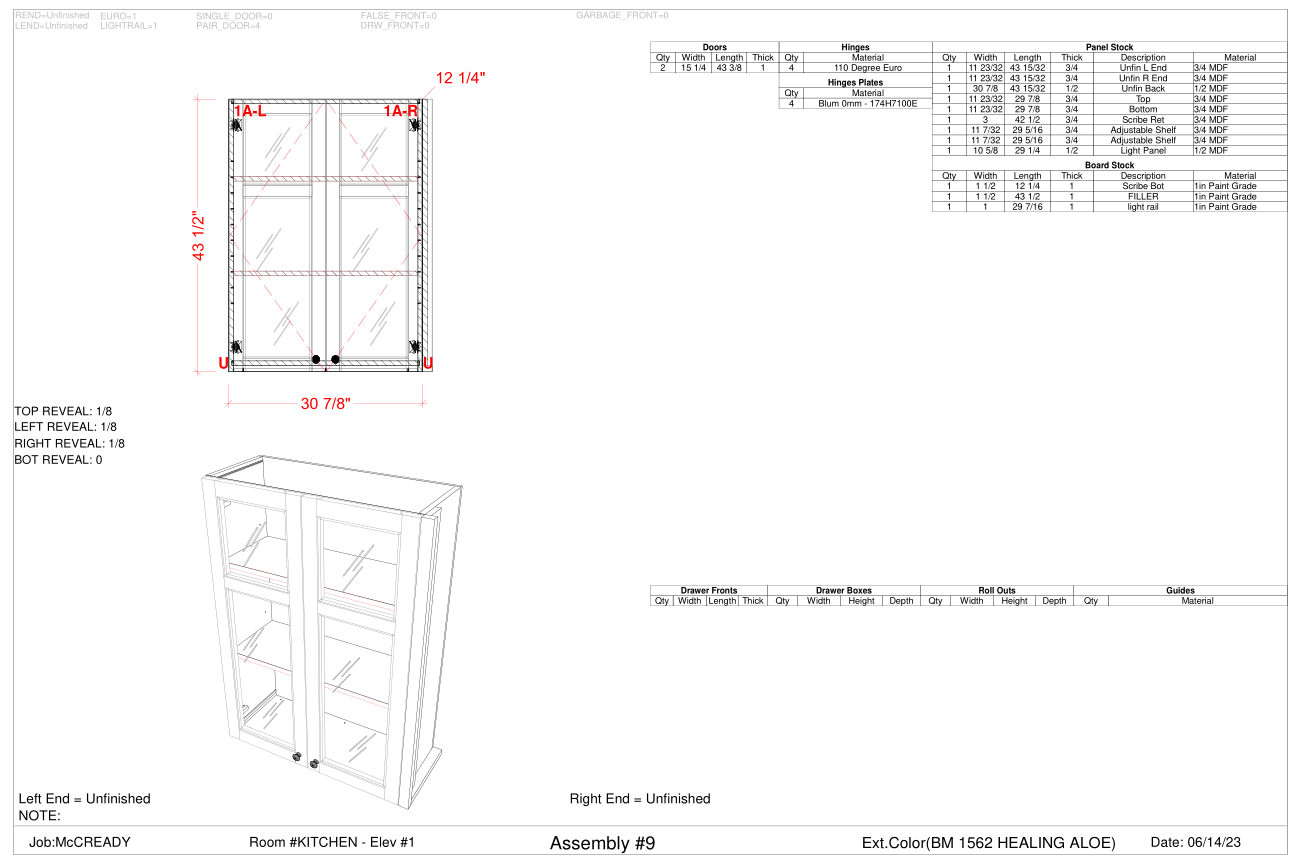 REND=Unfinished EURO=1 SINGLE_DOOR=0 FALSE_FRONT=0 GARBAGE_FRONT=0
LEND=Unfinished LIGHTRAIL=1 PAIR_DOOR=4 DRW_FRONT=0
12 1/4"
1A-L 1A-R
43 1/2"
U U
30 7/8"
TOP REVEAL: 1/8
LEFT REVEAL: 1/8
RIGHT REVEAL: 1/8
BOT REVEAL: 0
Doors
Qty Width Length Thick
2 15 1/4 43 3/8 1
Hinges
Qty Material
4 110 Degree Euro
Hinges Plates
Qty Material
4 Blum 0mm - 174H7100E
Panel Stock
Qty Width Length Thick Description Material
1 11 23/32 43 15/32 3/4 Unfin L End 3/4 MDF
1 11 23/32 43 15/32 3/4 Unfin R End 3/4 MDF
1 30 7/8 43 15/32 1/2 Unfin Back 1/2 MDF
1 11 23/32 29 7/8 3/4 Top 3/4 MDF
1 11 23/32 29 7/8 3/4 Bottom 3/4 MDF
1 3 42 1/2 3/4 Scribe Ret 3/4 MDF
1 11 7/32 29 5/16 3/4 Adjustable Shelf 3/4 MDF
1 11 7/32 29 5/16 3/4 Adjustable Shelf 3/4 MDF
1 10 5/8 29 1/4 1/2 Light Panel 1/2 MDF
Board Stock
Qty Width Length Thick Description Material
1 1 1/2 12 1/4 1 Scribe Bot 1in Paint Grade
1 1 1/2 43 1/2 1 FILLER 1in Paint Grade
1 1 29 7/16 1 light rail 1in Paint Grade
Drawer Fronts Drawer Boxes Roll Outs Guides
Qty Width Length Thick Qty Width Height Depth Qty Width Height Depth Qty Material
Left End = Unfinished Right End = Unfinished
NOTE:
Job:McCREADY Room #KITCHEN - Elev #1 Assembly #9 Ext.Color(BM 1562 HEALING ALOE) Date: 06/14/23